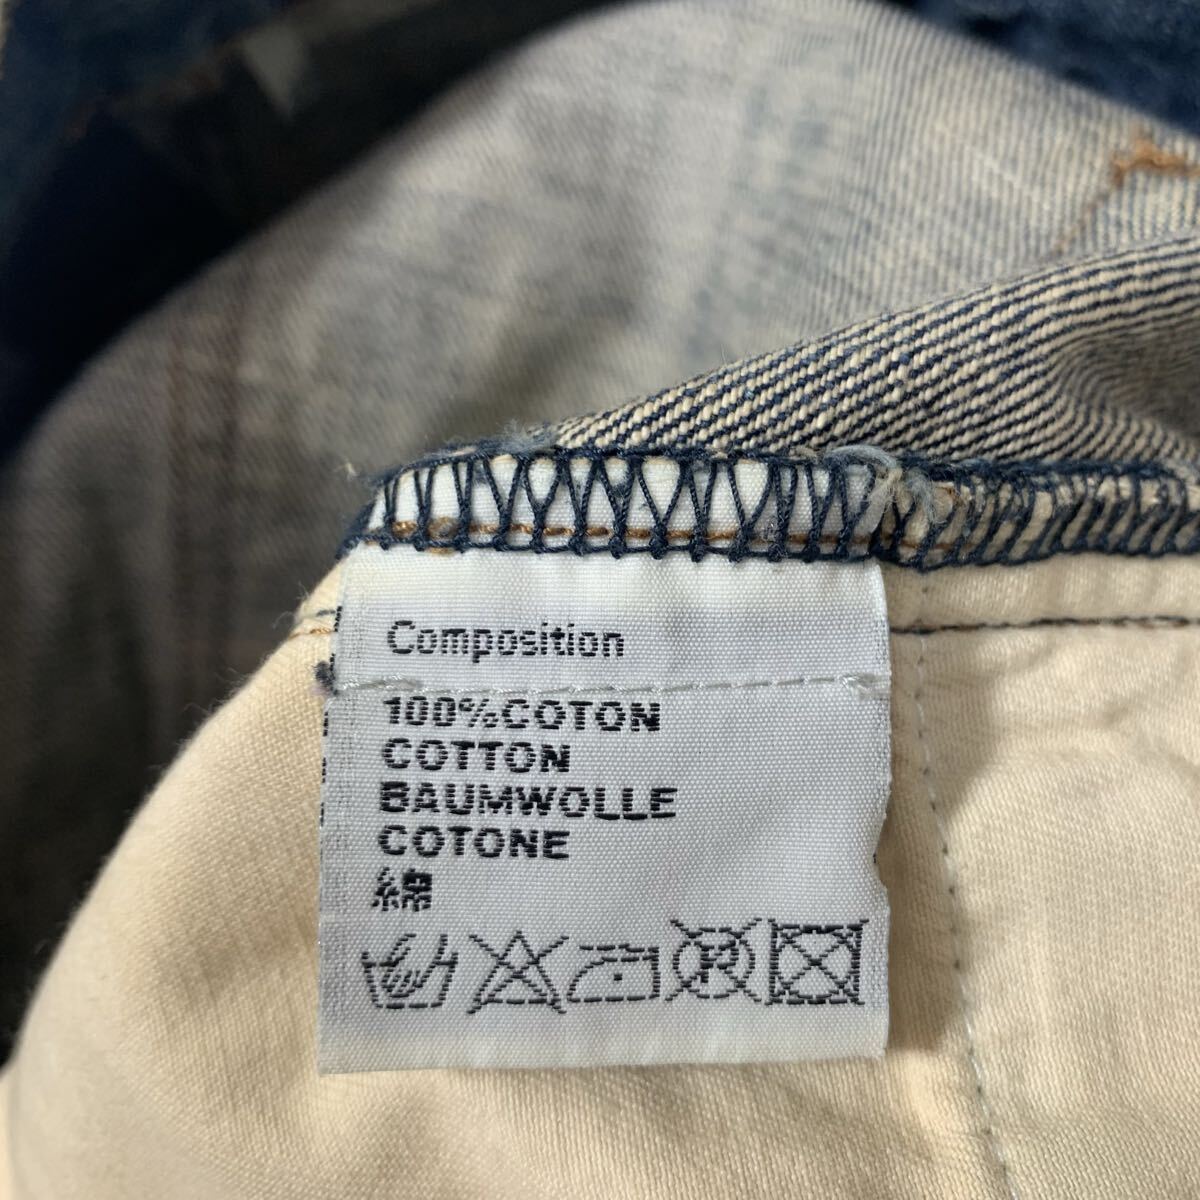 Composition
100%COTON
COTTON
BAUMWOLLE
COTONE
綿
P